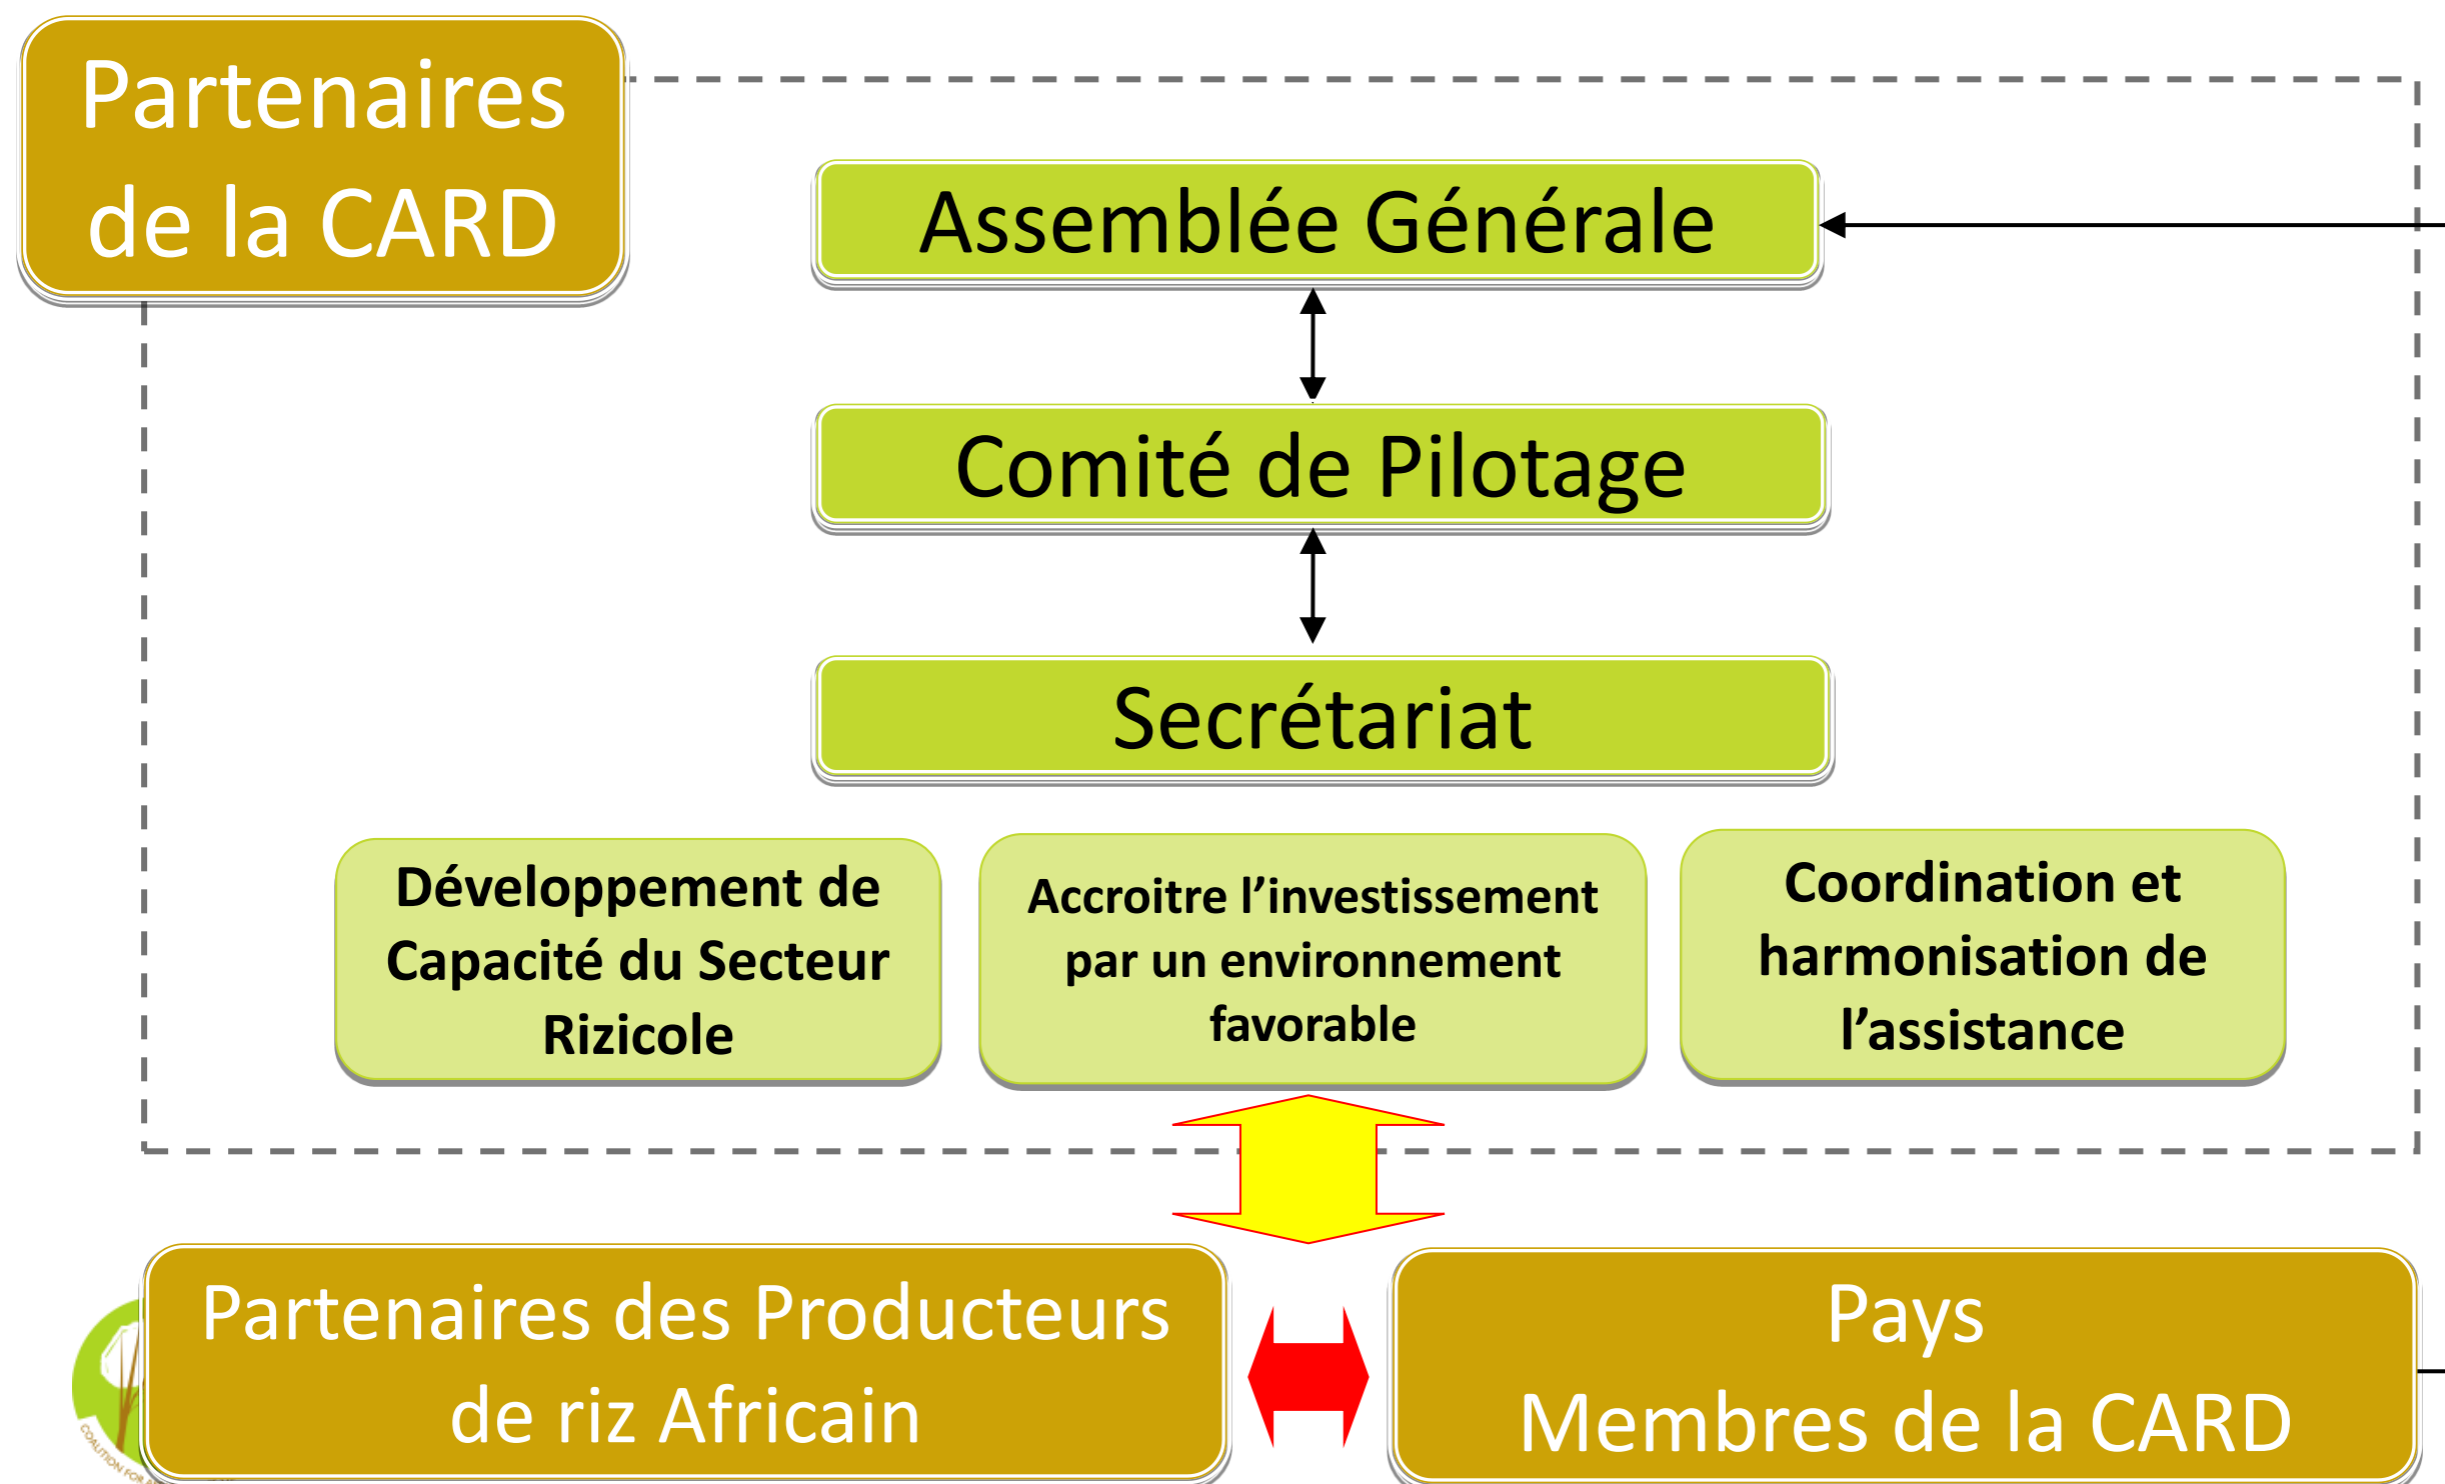 Partenaires
de la CARD
Assemblée Générale
Comité de Pilotage
Secrétariat
Développement de
Capacité du Secteur
Rizicole
Accroitre l’investissement
par un environnement
favorable
Coordination et
harmonisation de
l’assistance
Partenaires des Producteurs
de riz Africain
Pays
Membres de la CARD
COALITION FOR